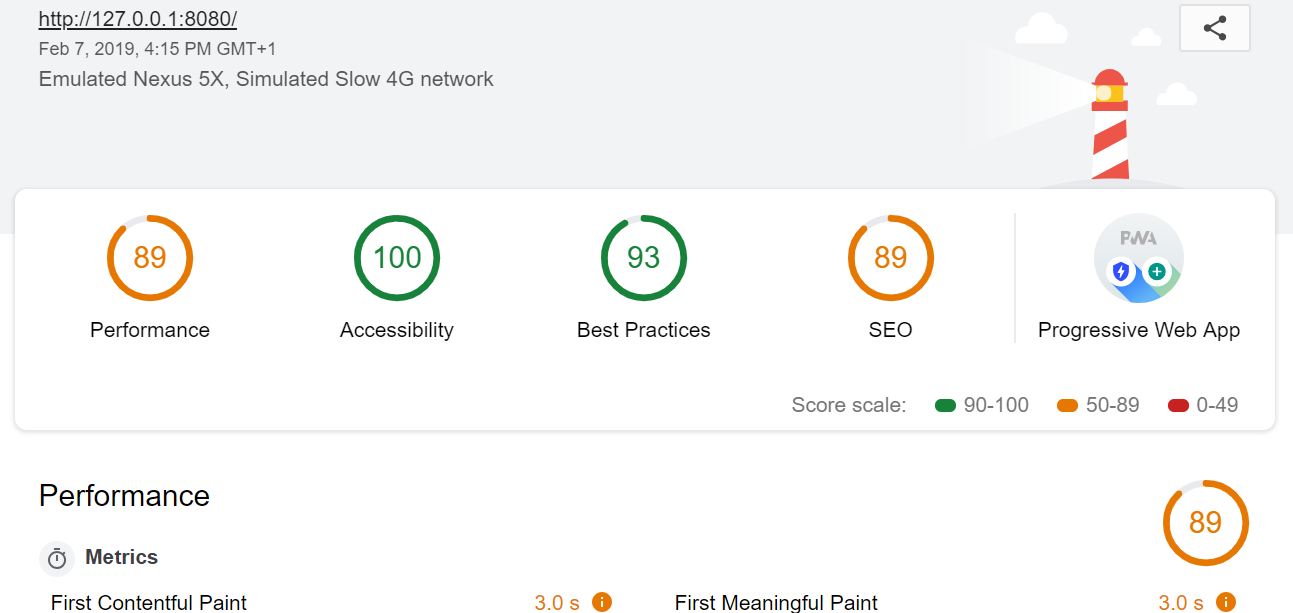 http://127.0.0.1:8080/
Feb 7, 2019, 4:15 PM GMT+1
Emulated Nexus 5X, Simulated Slow 4G network
89 100 93 89 PWA
Performance Accessibility Best Practices SEO Progressive Web App
Score scale: 90-100 50-89 0-49
Performance 89
Metrics
First Contentful Paint 3.0 s First Meaningful Paint 3.0 s